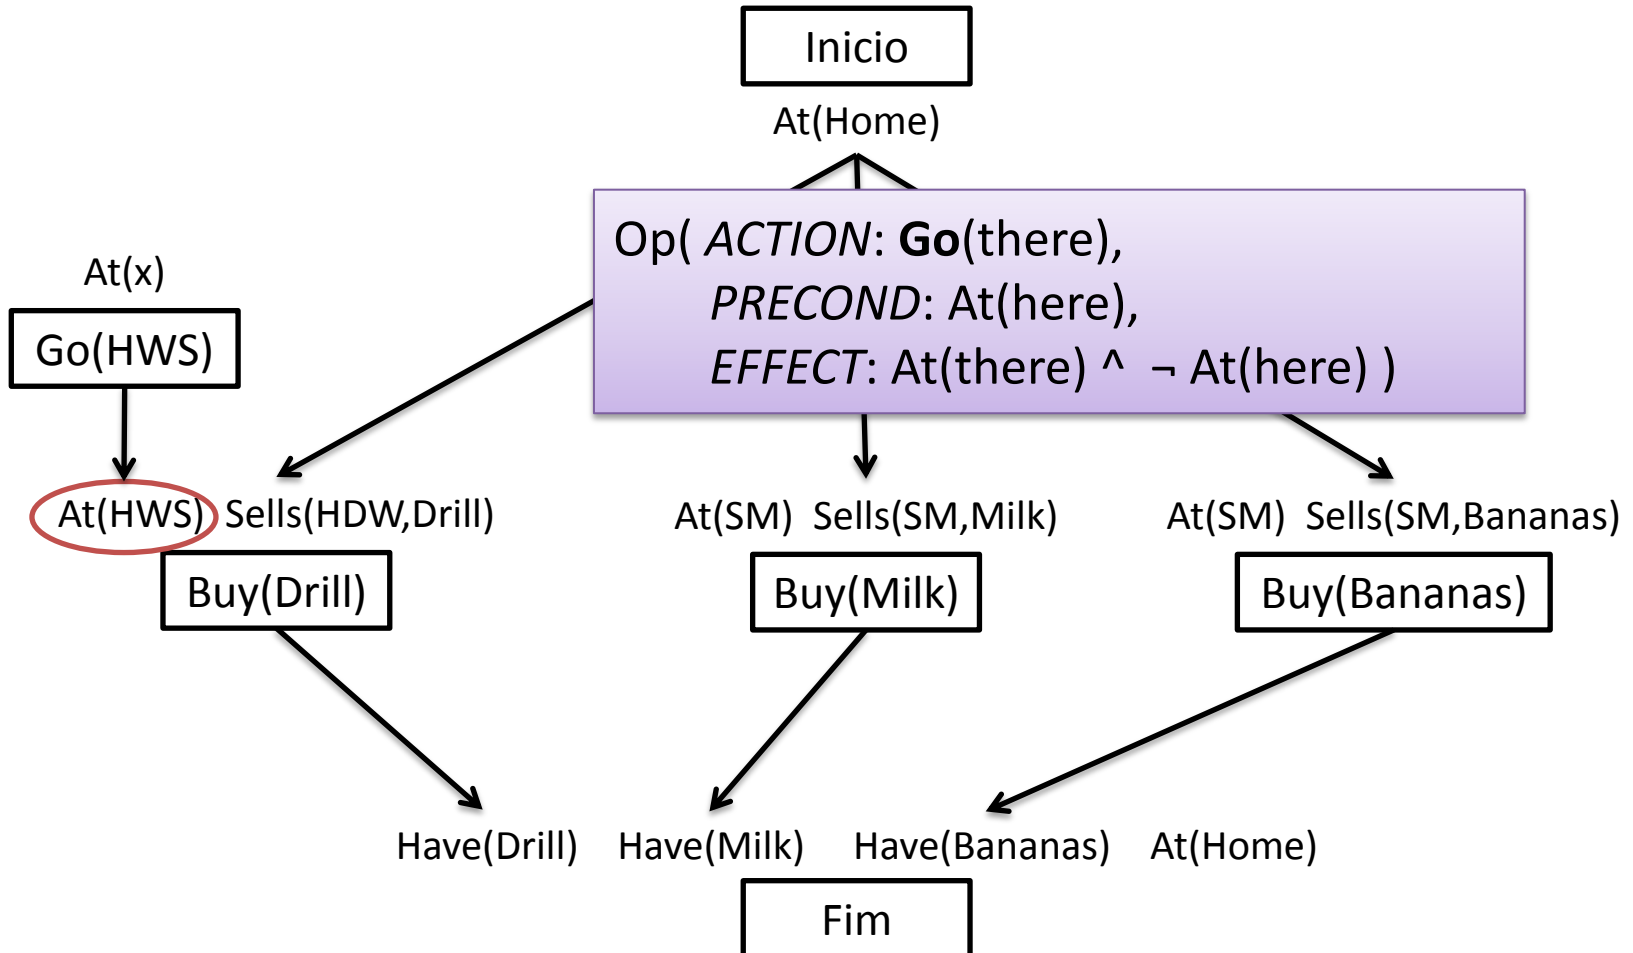 Inicio
At(Home)
Op( ACTION: Go(there),
PRECOND: At(here),
EFFECT: At(there) ^ ¬ At(here) )
At(x)
Go(HWS)
At(HWS) Sells(HDW,Drill) At(SM) Sells(SM,Milk) At(SM) Sells(SM,Bananas)
Buy(Drill) Buy(Milk) Buy(Bananas)
Have(Drill) Have(Milk) Have(Bananas) At(Home)
Fim